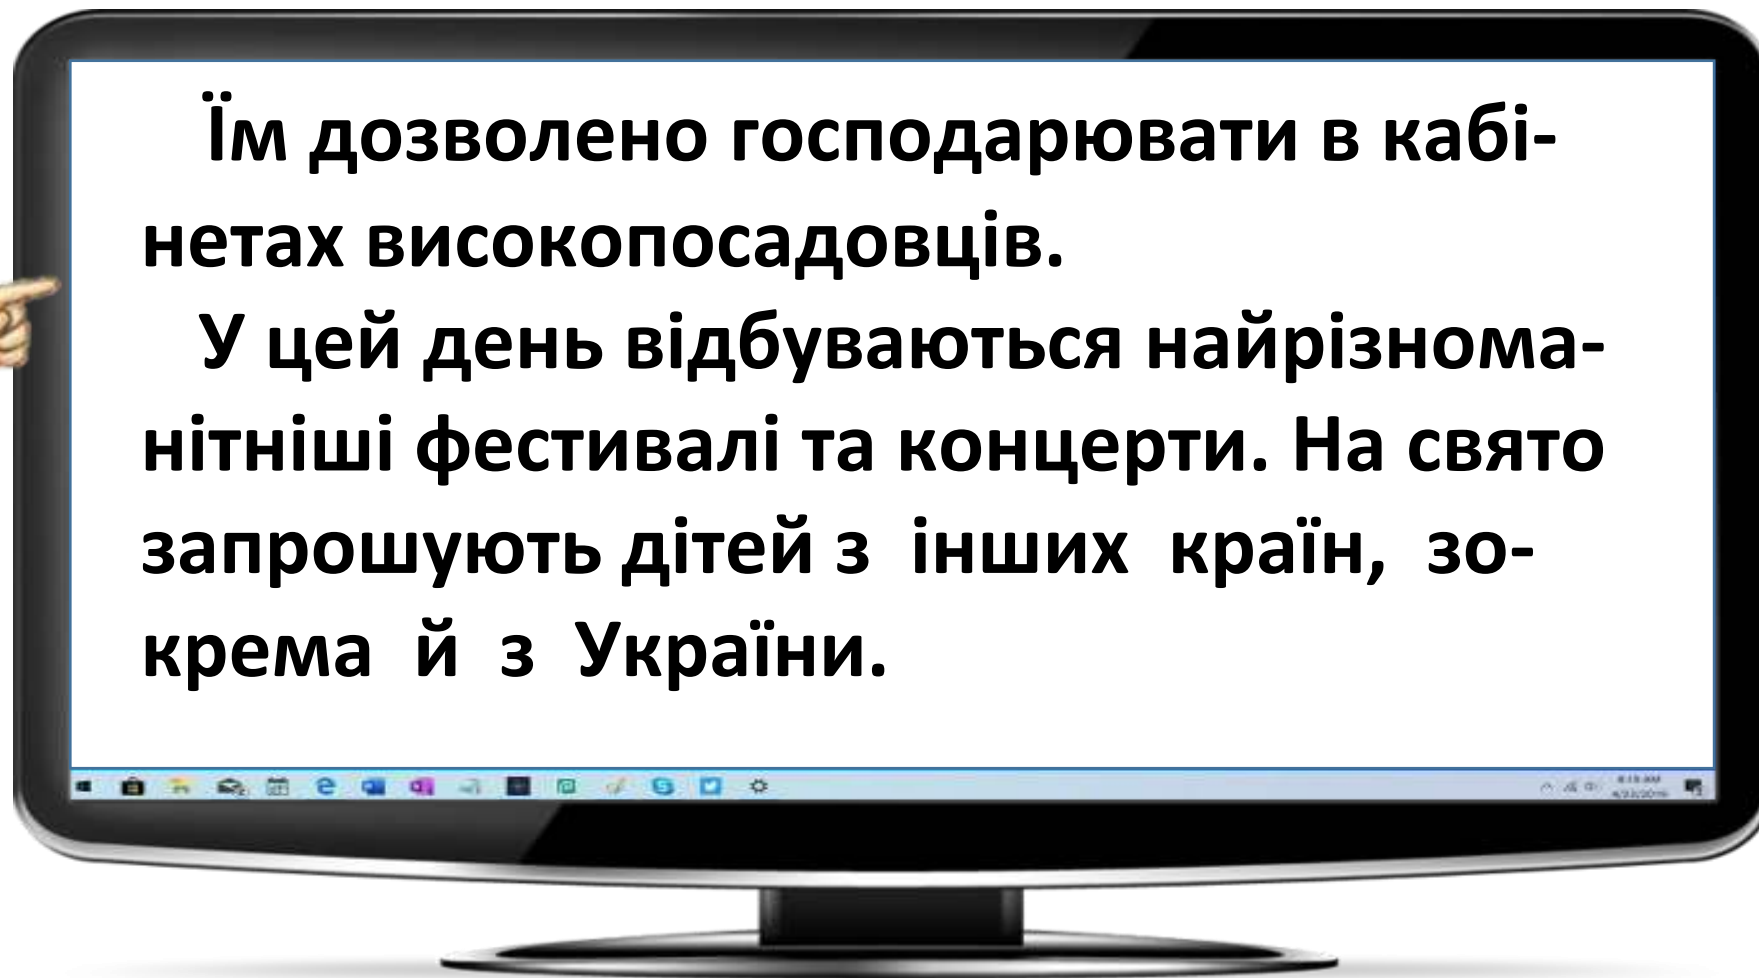 Їм дозволено господарювати в кабі-
нетах високопосадовців.
У цей день відбуваються найрізнома-
нітніші фестивалі та концерти. На свято
запрошують дітей з інших країн, зо-
крема й з України.